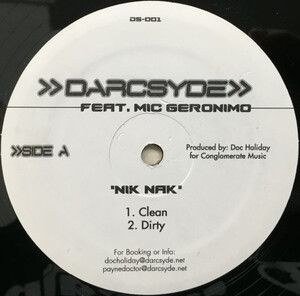 DS-001
>>DARCSYDE>>
FEAT. MIC GERONIMO
>>SIDE A
Produced by: Doc Holiday
for Conglomerate Music
"NIK NAK"
1. Clean
2. Dirty
For Booking or Info:
docholiday@darcsyde.net
paynedoctor@darcsyde.net